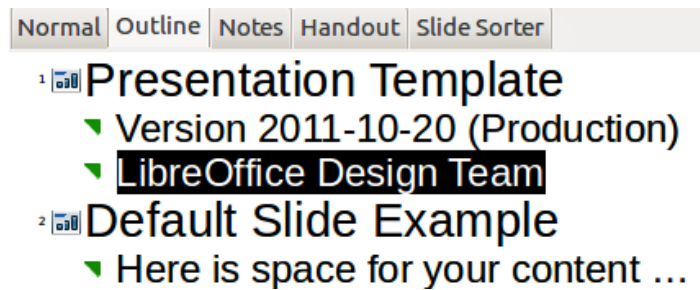 Normal Outline Notes Handout Slide Sorter
1 Presentation Template
Version 2011-10-20 (Production)
LibreOffice Design Team
2 Default Slide Example
Here is space for your content …